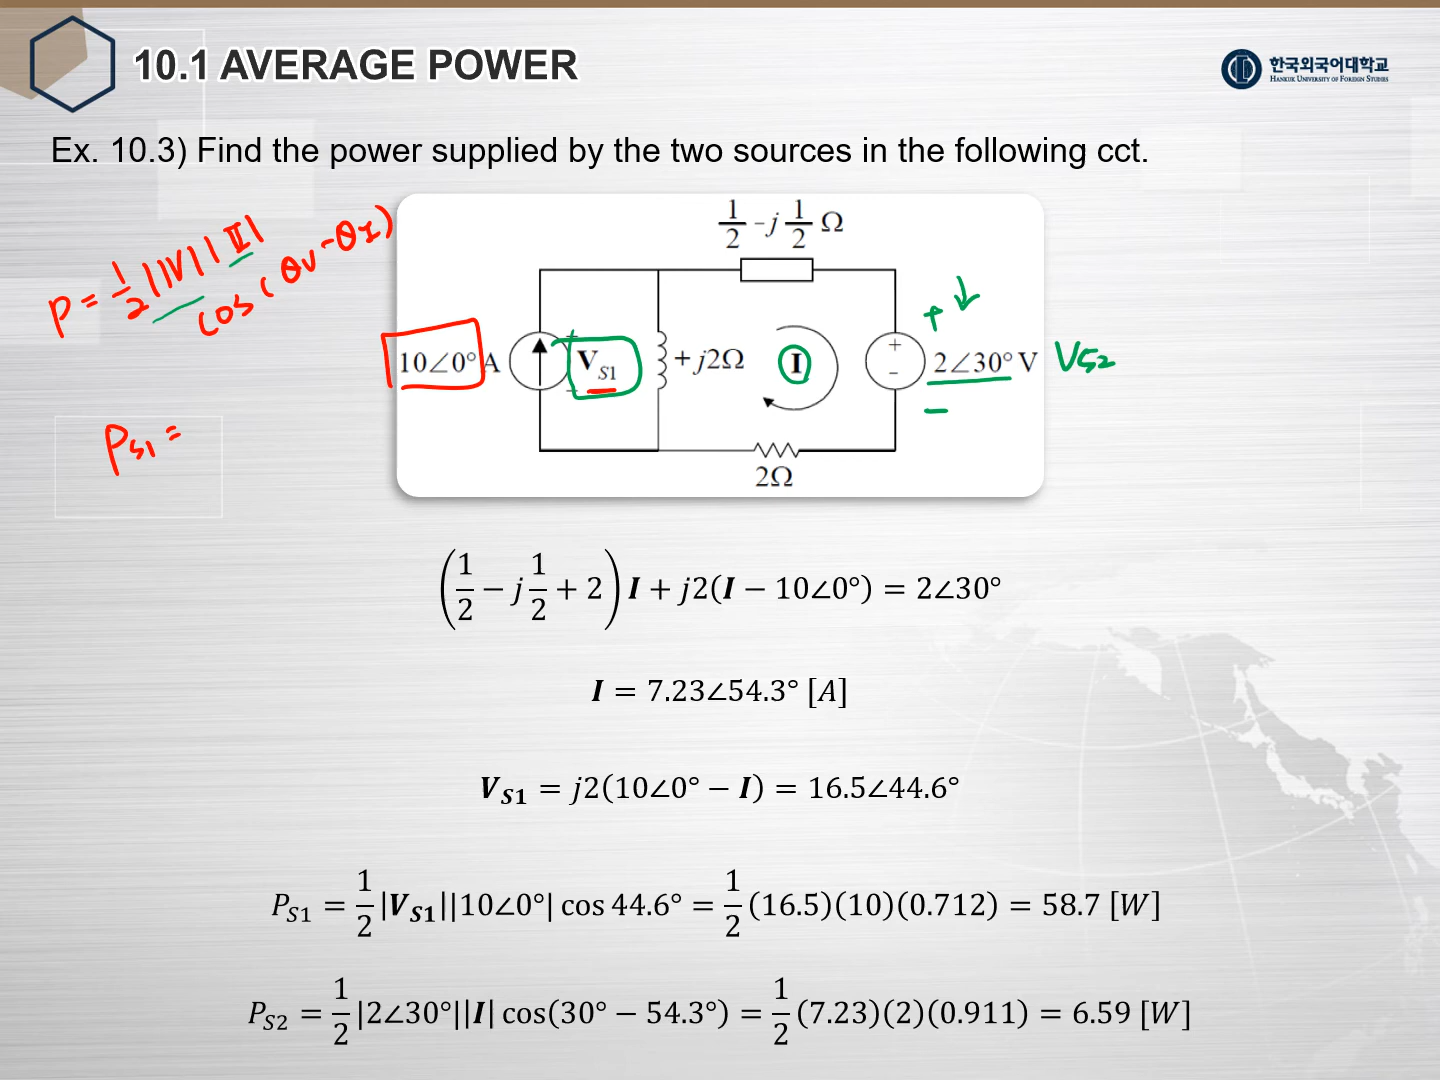 10.1 AVERAGE POWER
한국외국어대학교
HANKUK UNIVERSITY OF FOREIGN STUDIES
Ex. 10.3) Find the power supplied by the two sources in the following cct.
P = 1/2 |V| |I| cos(θv-θI)
1/2 - j 1/2 Ω
10∠0° A
+
V_S1
-
+j2Ω
I
+
-
2∠30° V
+ ↓
-
VS2
2Ω
PS1 =
(1/2 − j 1/2 + 2) I + j2(I − 10∠0°) = 2∠30°
I = 7.23∠54.3° [A]
V_S1 = j2(10∠0° − I) = 16.5∠44.6°
P_S1 = 1/2 |V_S1||10∠0°| cos 44.6° = 1/2 (16.5)(10)(0.712) = 58.7 [W]
P_S2 = 1/2 |2∠30°||I| cos(30° − 54.3°) = 1/2 (7.23)(2)(0.911) = 6.59 [W]